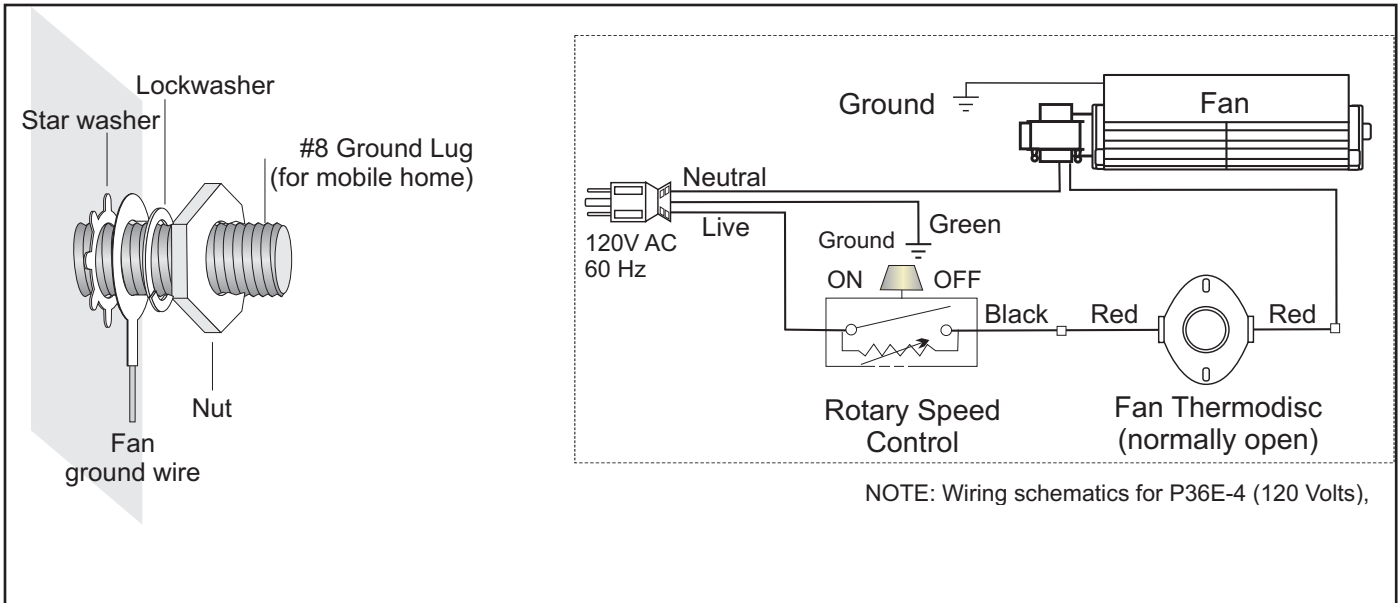 Lockwasher
Star washer
#8 Ground Lug
(for mobile home)
Nut
Fan
ground wire
Ground
Fan
Neutral
Live
120V AC
60 Hz
Green
Ground
ON
OFF
Black
Red
Red
Rotary Speed
Control
Fan Thermodisc
(normally open)
NOTE: Wiring schematics for P36E-4 (120 Volts),